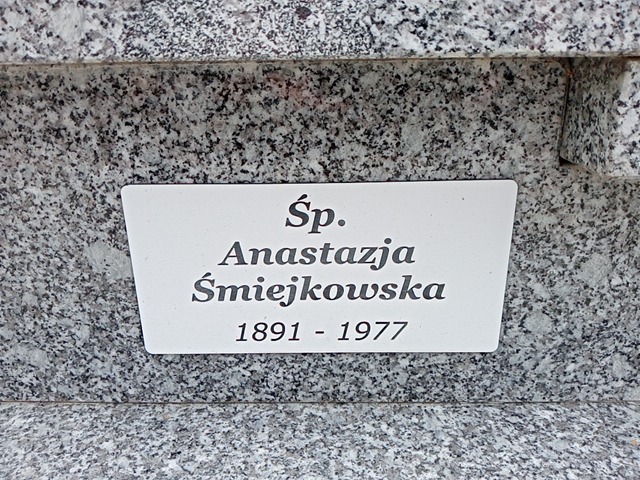 Śp.
Anastazja
Śmiejkowska
1891 - 1977